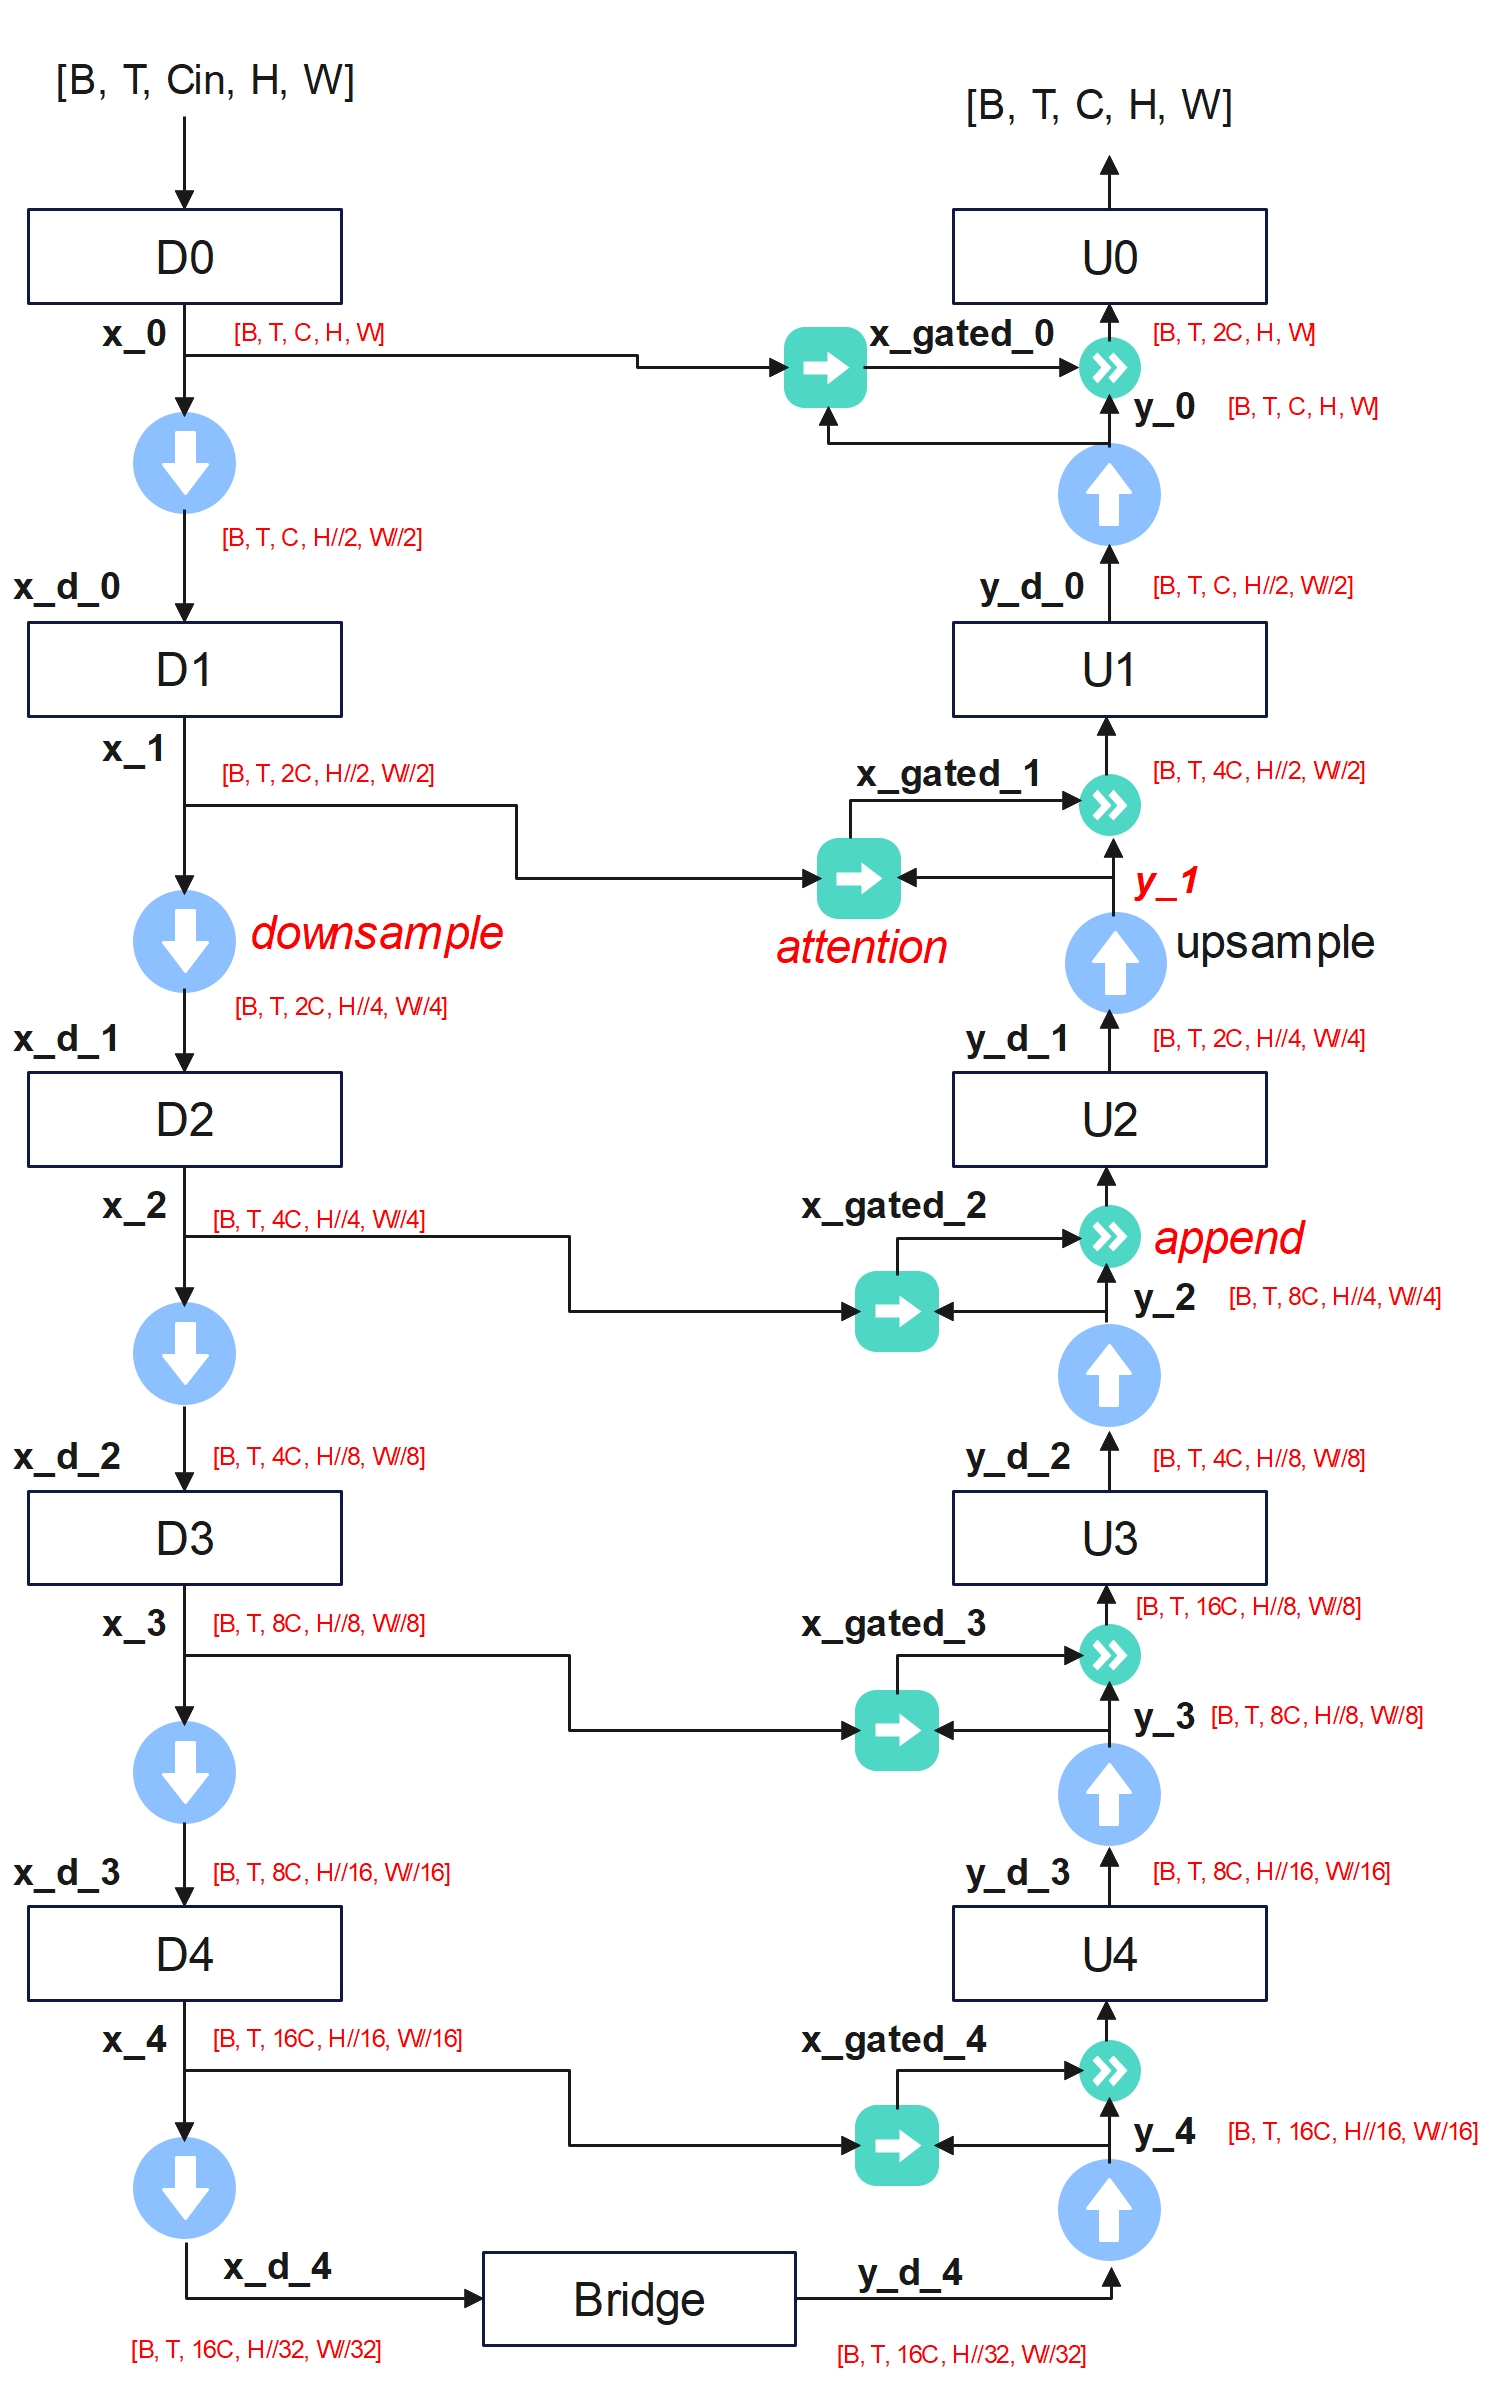 [B, T, Cin, H, W]
[B, T, C, H, W]
D0
U0
x_0
[B, T, C, H, W]
x_gated_0
[B, T, 2C, H, W]
y_0
[B, T, C, H, W]
[B, T, C, H//2, W//2]
x_d_0
y_d_0
[B, T, C, H//2, W//2]
D1
U1
x_1
[B, T, 2C, H//2, W//2]
x_gated_1
[B, T, 4C, H//2, W//2]
y_1
downsample
attention
upsample
[B, T, 2C, H//4, W//4]
x_d_1
y_d_1
[B, T, 2C, H//4, W//4]
D2
U2
x_2
[B, T, 4C, H//4, W//4]
x_gated_2
append
y_2
[B, T, 8C, H//4, W//4]
x_d_2
[B, T, 4C, H//8, W//8]
y_d_2
[B, T, 4C, H//8, W//8]
D3
U3
x_3
[B, T, 8C, H//8, W//8]
x_gated_3
[B, T, 16C, H//8, W//8]
y_3
[B, T, 8C, H//8, W//8]
x_d_3
[B, T, 8C, H//16, W//16]
y_d_3
[B, T, 8C, H//16, W//16]
D4
U4
x_4
[B, T, 16C, H//16, W//16]
x_gated_4
y_4
[B, T, 16C, H//16, W//16]
x_d_4
Bridge
y_d_4
[B, T, 16C, H//32, W//32]
[B, T, 16C, H//32, W//32]